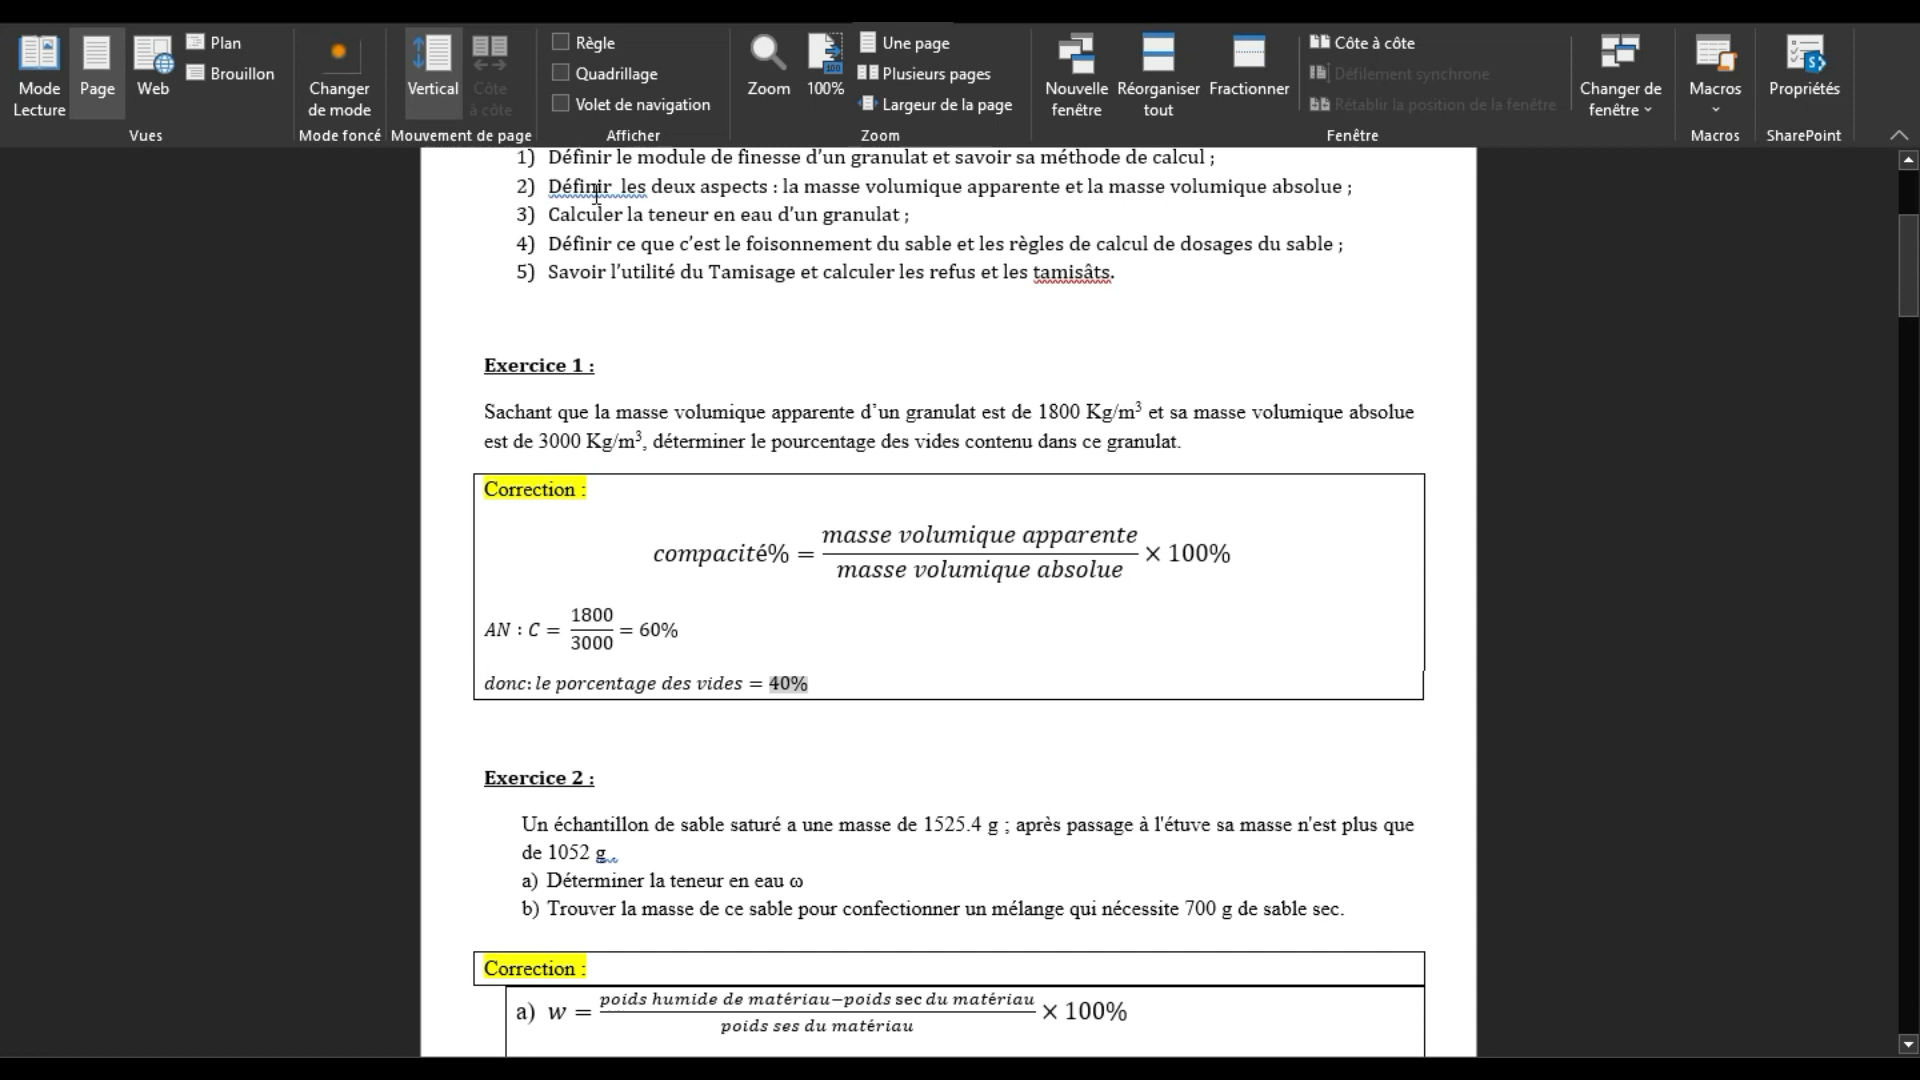 Mode Lecture
Page
Web
Plan
Brouillon
Vues
Changer de mode
Mode foncé
Vertical
Côte à côte
Mouvement de page
Règle
Quadrillage
Volet de navigation
Afficher
Zoom
100%
Une page
Plusieurs pages
Largeur de la page
Zoom
Nouvelle fenêtre
Réorganiser tout
Fractionner
Côte à côte
Défilement synchrone
Rétablir la position de la fenêtre
Changer de fenêtre
Fenêtre
Macros
Macros
Propriétés
SharePoint
1) Définir le module de finesse d’un granulat et savoir sa méthode de calcul ;
2) Définir les deux aspects : la masse volumique apparente et la masse volumique absolue ;
3) Calculer la teneur en eau d’un granulat ;
4) Définir ce que c’est le foisonnement du sable et les règles de calcul de dosages du sable ;
5) Savoir l’utilité du Tamisage et calculer les refus et les tamisâts.
Exercice 1 :
Sachant que la masse volumique apparente d’un granulat est de 1800 Kg/m³ et sa masse volumique absolue
est de 3000 Kg/m³, déterminer le pourcentage des vides contenu dans ce granulat.
Correction :
compacité% = masse volumique apparente / masse volumique absolue × 100%
AN : C = 1800 / 3000 = 60%
donc: le porcentage des vides = 40%
Exercice 2 :
Un échantillon de sable saturé a une masse de 1525.4 g ; après passage à l'étuve sa masse n'est plus que
de 1052 g .
a) Déterminer la teneur en eau ω
b) Trouver la masse de ce sable pour confectionner un mélange qui nécessite 700 g de sable sec.
Correction :
a) w = poids humide de matériau−poids sec du matériau / poids ses du matériau × 100%